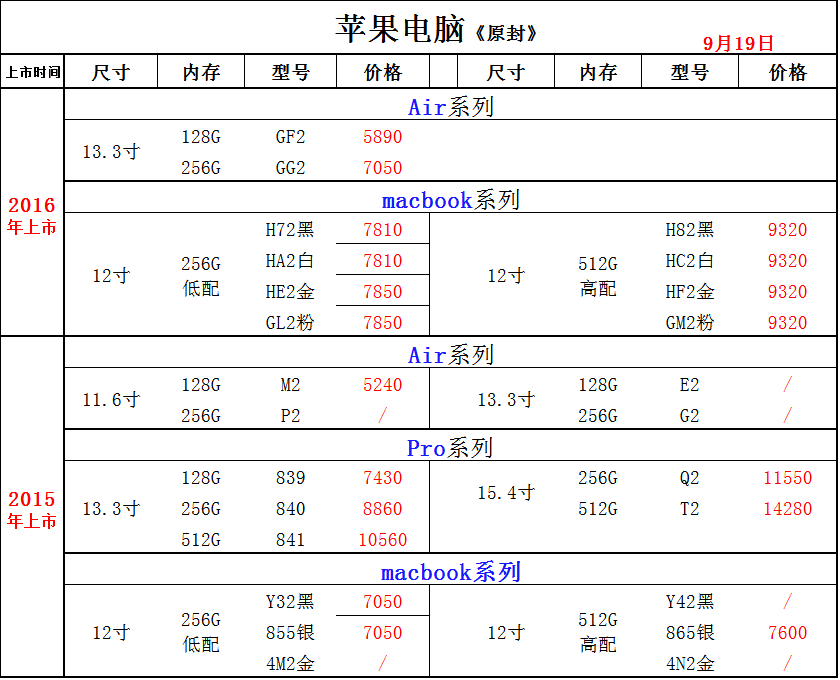 苹果电脑《原封》
9月19日
上市时间 尺寸 内存 型号 价格 尺寸 内存 型号 价格
2016
年上市
Air系列
13.3寸
128G GF2 5890
256G GG2 7050
macbook系列
12寸
256G
低配
H72黑 7810
HA2白 7810
HE2金 7850
GL2粉 7850
12寸
512G
高配
H82黑 9320
HC2白 9320
HF2金 9320
GM2粉 9320
2015
年上市
Air系列
11.6寸
128G M2 5240
256G P2 /
13.3寸
128G E2 /
256G G2 /
Pro系列
13.3寸
128G 839 7430
256G 840 8860
512G 841 10560
15.4寸
256G Q2 11550
512G T2 14280
macbook系列
12寸
256G
低配
Y32黑 7050
855银 7050
4M2金 /
12寸
512G
高配
Y42黑 /
865银 7600
4N2金 /